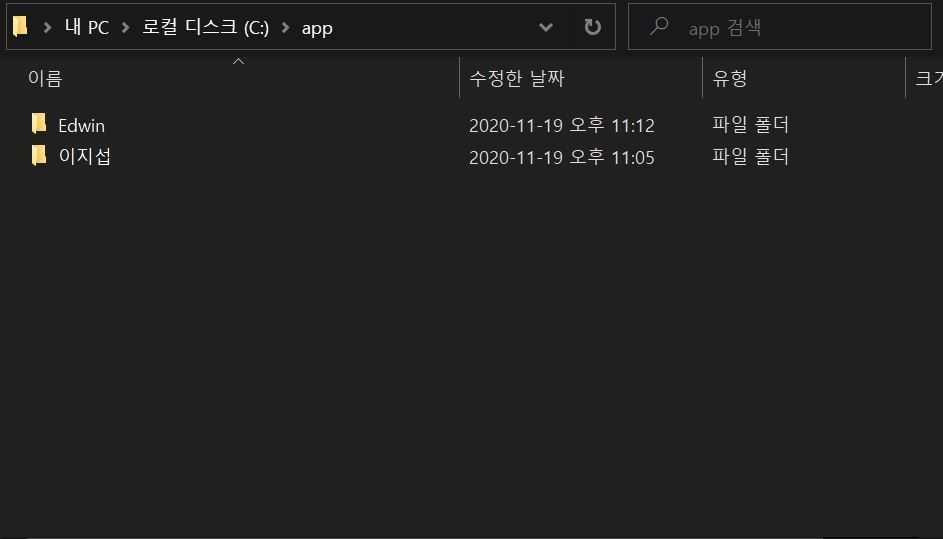 내 PC > 로컬 디스크 (C:) > app app 검색
이름 수정한 날짜 유형 크기
Edwin 2020-11-19 오후 11:12 파일 폴더
이지섭 2020-11-19 오후 11:05 파일 폴더